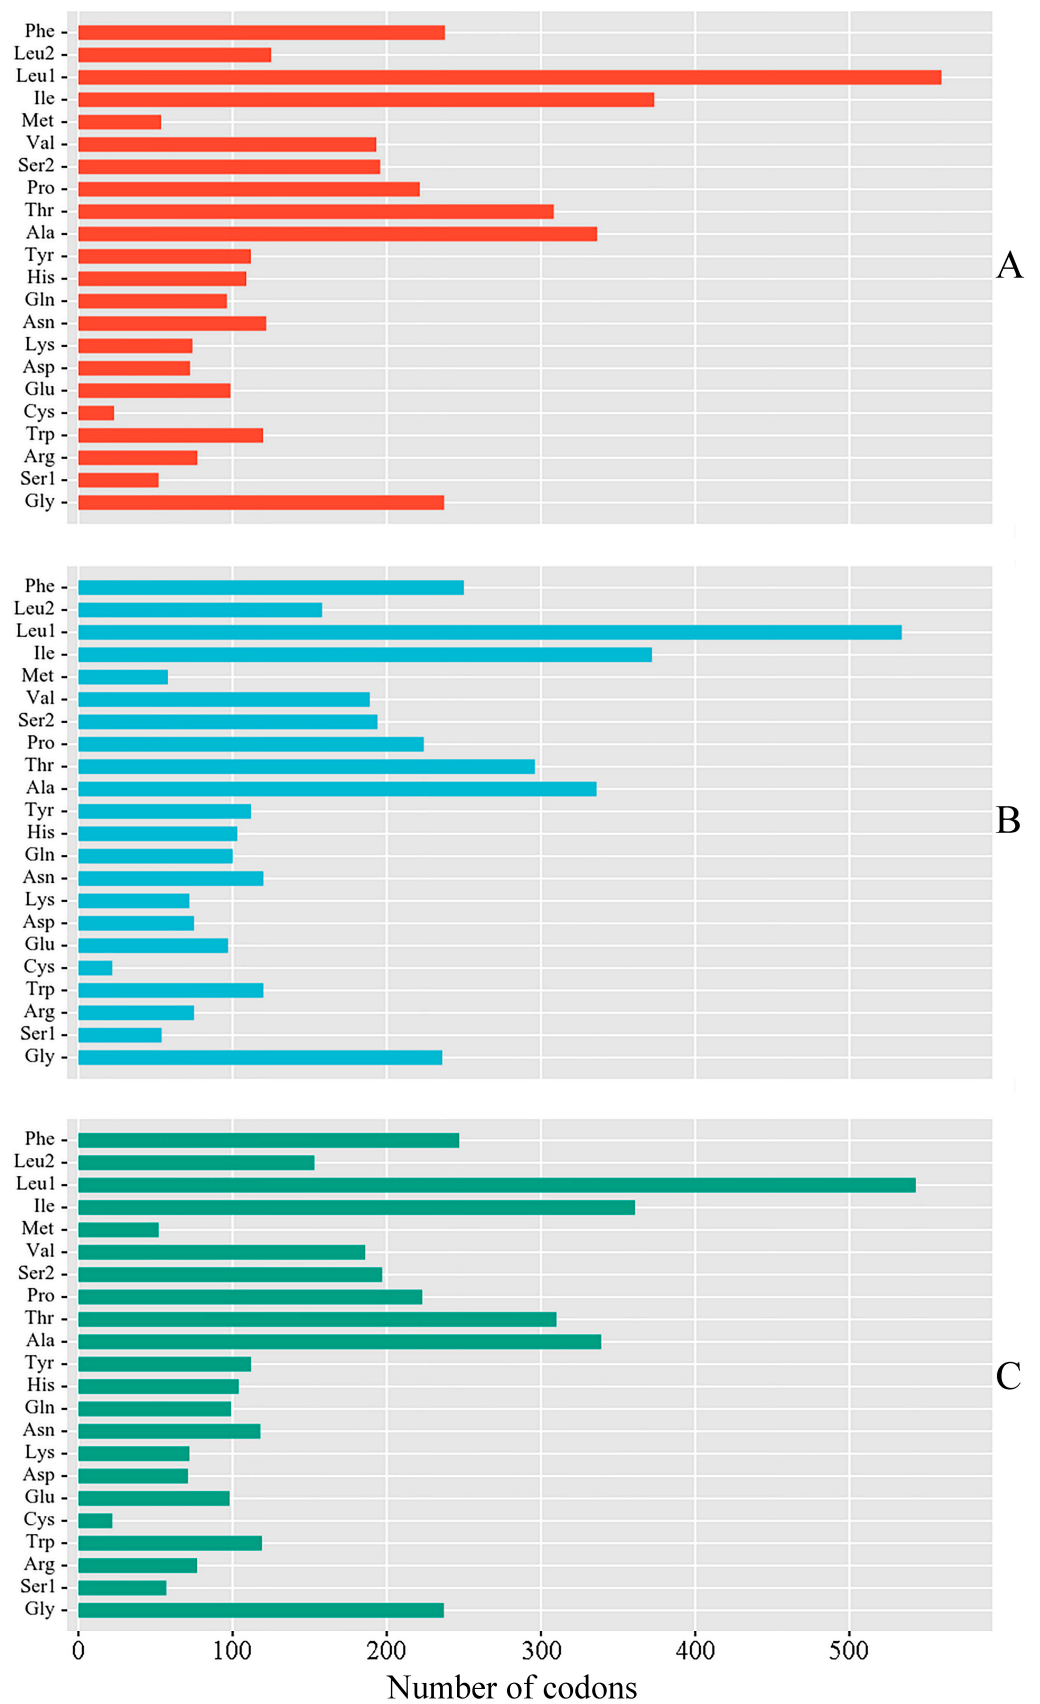 Phe
Leu2
Leu1
Ile
Met
Val
Ser2
Pro
Thr
Ala
Tyr
His
Gln
Asn
Lys
Asp
Glu
Cys
Trp
Arg
Ser1
Gly
A
Phe
Leu2
Leu1
Ile
Met
Val
Ser2
Pro
Thr
Ala
Tyr
His
Gln
Asn
Lys
Asp
Glu
Cys
Trp
Arg
Ser1
Gly
B
Phe
Leu2
Leu1
Ile
Met
Val
Ser2
Pro
Thr
Ala
Tyr
His
Gln
Asn
Lys
Asp
Glu
Cys
Trp
Arg
Ser1
Gly
C
0 100 200 300 400 500
Number of codons